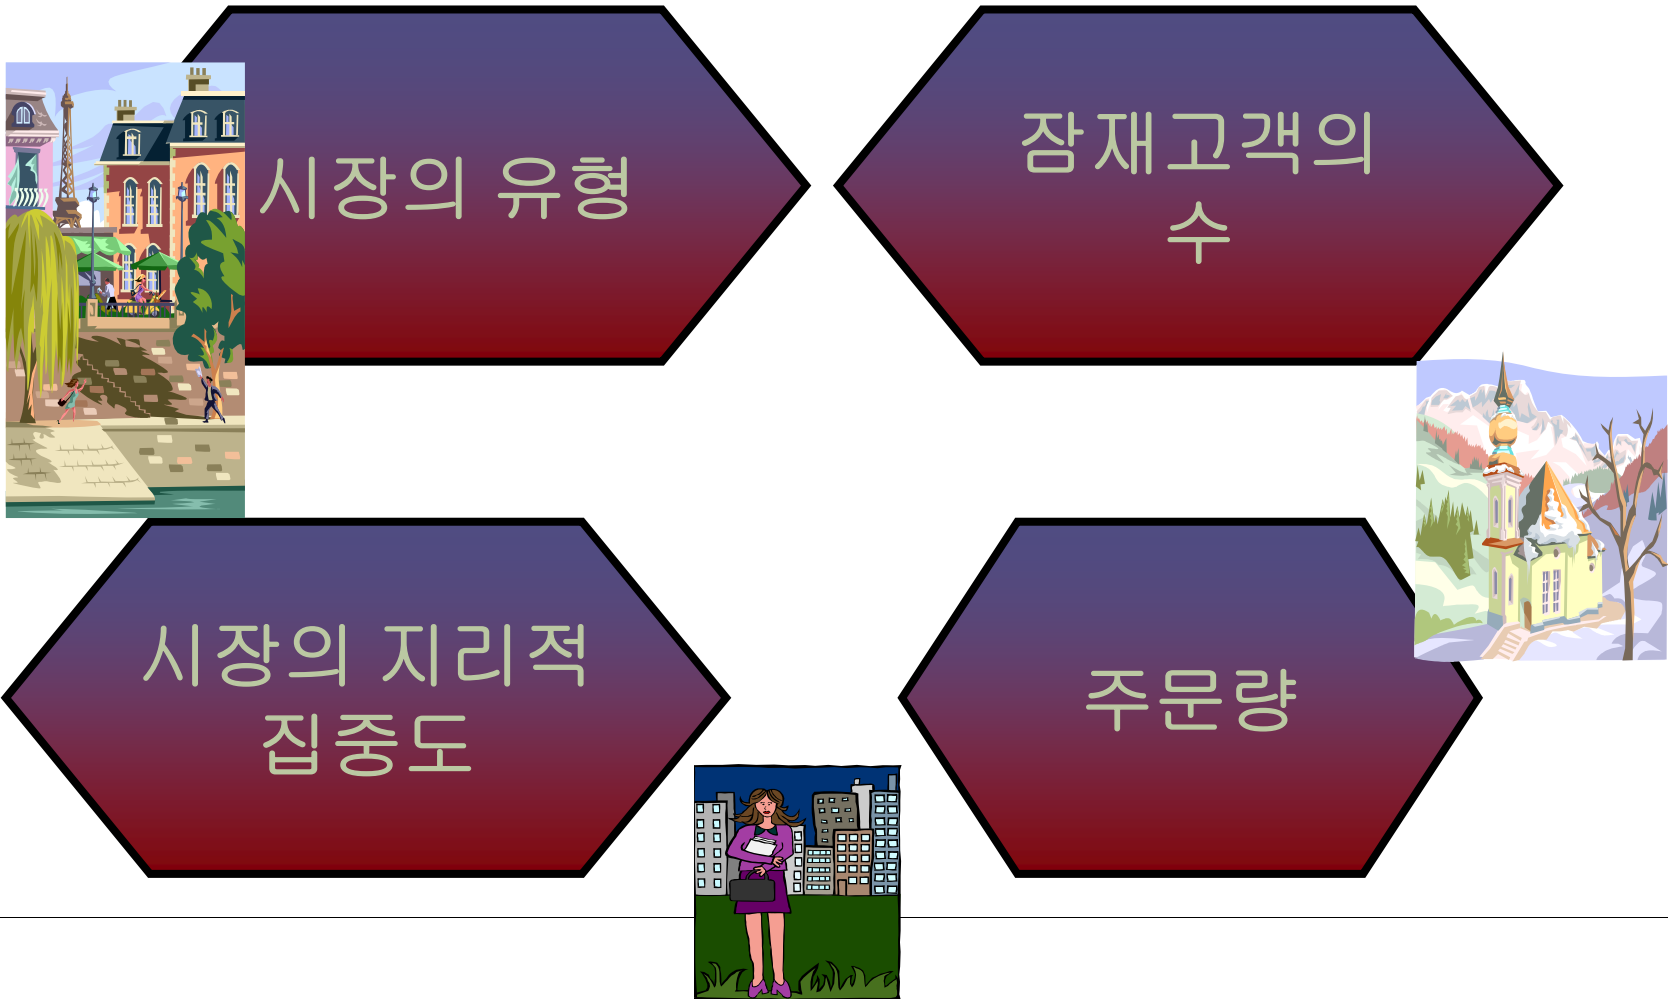 시장의 유형
잠재고객의
수
시장의 지리적
집중도
주문량